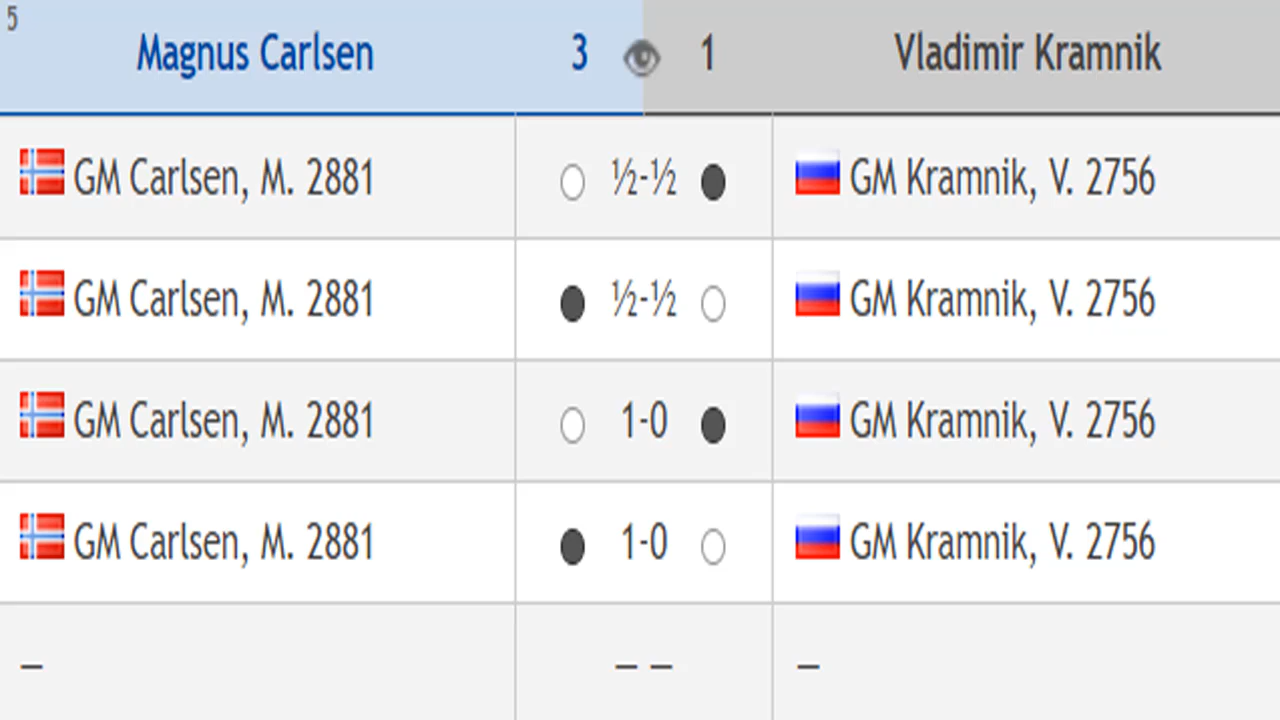 5
Magnus Carlsen 3 1 Vladimir Kramnik
GM Carlsen, M. 2881 ½-½ GM Kramnik, V. 2756
GM Carlsen, M. 2881 ½-½ GM Kramnik, V. 2756
GM Carlsen, M. 2881 1-0 GM Kramnik, V. 2756
GM Carlsen, M. 2881 1-0 GM Kramnik, V. 2756
– – – –